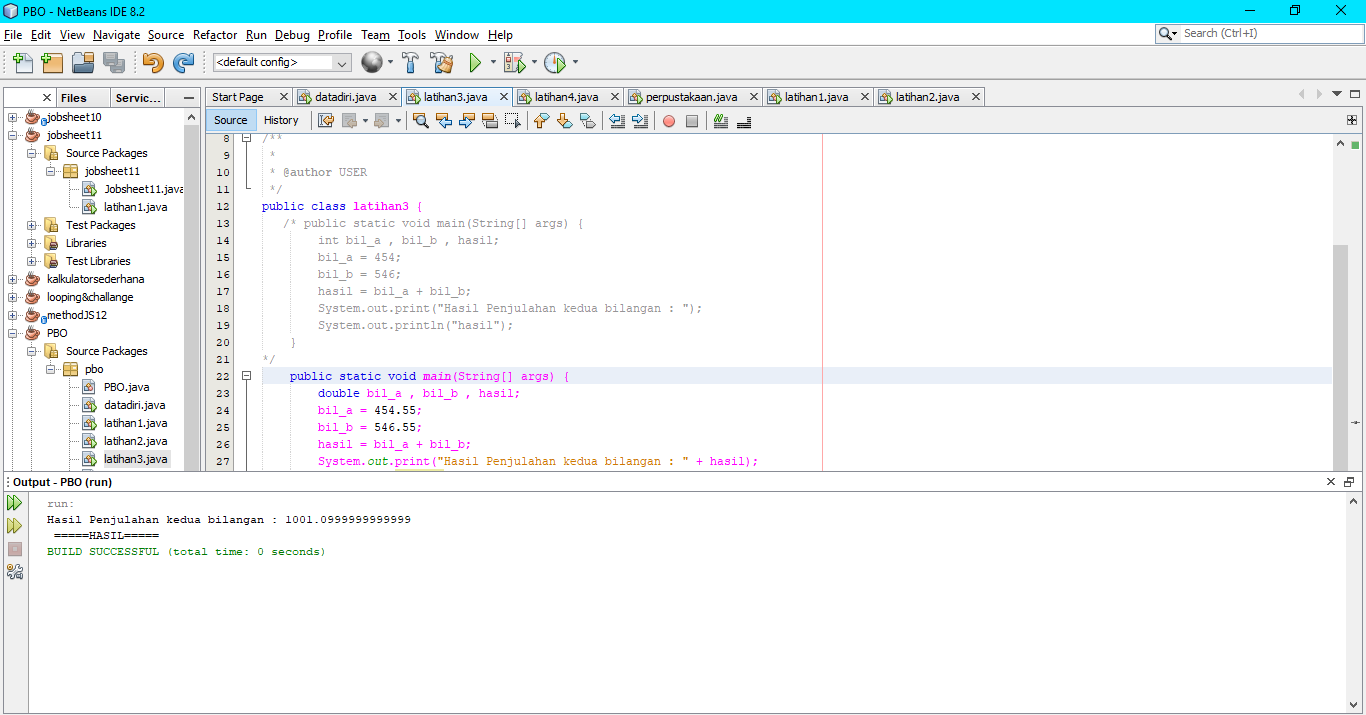 PBO - NetBeans IDE 8.2
File Edit View Navigate Source Refactor Run Debug Profile Team Tools Window Help
Search (Ctrl+I)
<default config>
Files Servic...
Start Page datadiri.java latihan3.java latihan4.java perpustakaan.java latihan1.java latihan2.java
Source History
jobsheet10
jobsheet11
Source Packages
jobsheet11
Jobsheet11.java
latihan1.java
Test Packages
Libraries
Test Libraries
kalkulatorsederhana
looping&challange
methodJS12
PBO
Source Packages
pbo
PBO.java
datadiri.java
latihan1.java
latihan2.java
latihan3.java
8 /**
9 *
10 * @author USER
11 */
12 public class latihan3 {
13 /* public static void main(String[] args) {
14 int bil_a , bil_b , hasil;
15 bil_a = 454;
16 bil_b = 546;
17 hasil = bil_a + bil_b;
18 System.out.print("Hasil Penjulahan kedua bilangan : ");
19 System.out.println("hasil");
20 }
21 */
22 public static void main(String[] args) {
23 double bil_a , bil_b , hasil;
24 bil_a = 454.55;
25 bil_b = 546.55;
26 hasil = bil_a + bil_b;
27 System.out.print("Hasil Penjulahan kedua bilangan : " + hasil);
Output - PBO (run)
run:
Hasil Penjulahan kedua bilangan : 1001.0999999999999
=====HASIL=====
BUILD SUCCESSFUL (total time: 0 seconds)